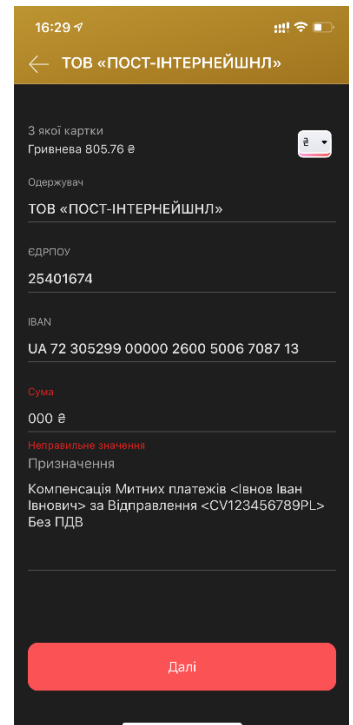 16:29
ТОВ «ПОСТ-ІНТЕРНЕЙШНЛ»
З якої картки
Гривнева 805.76 ₴
₴
Одержувач
ТОВ «ПОСТ-ІНТЕРНЕЙШНЛ»
ЄДРПОУ
25401674
IBAN
UA 72 305299 00000 2600 5006 7087 13
Сума
000 ₴
Неправильне значення
Призначення
Компенсація Митних платежів <Івнов Іван
Івнович> за Відправлення <CV123456789PL>
Без ПДВ
Далі